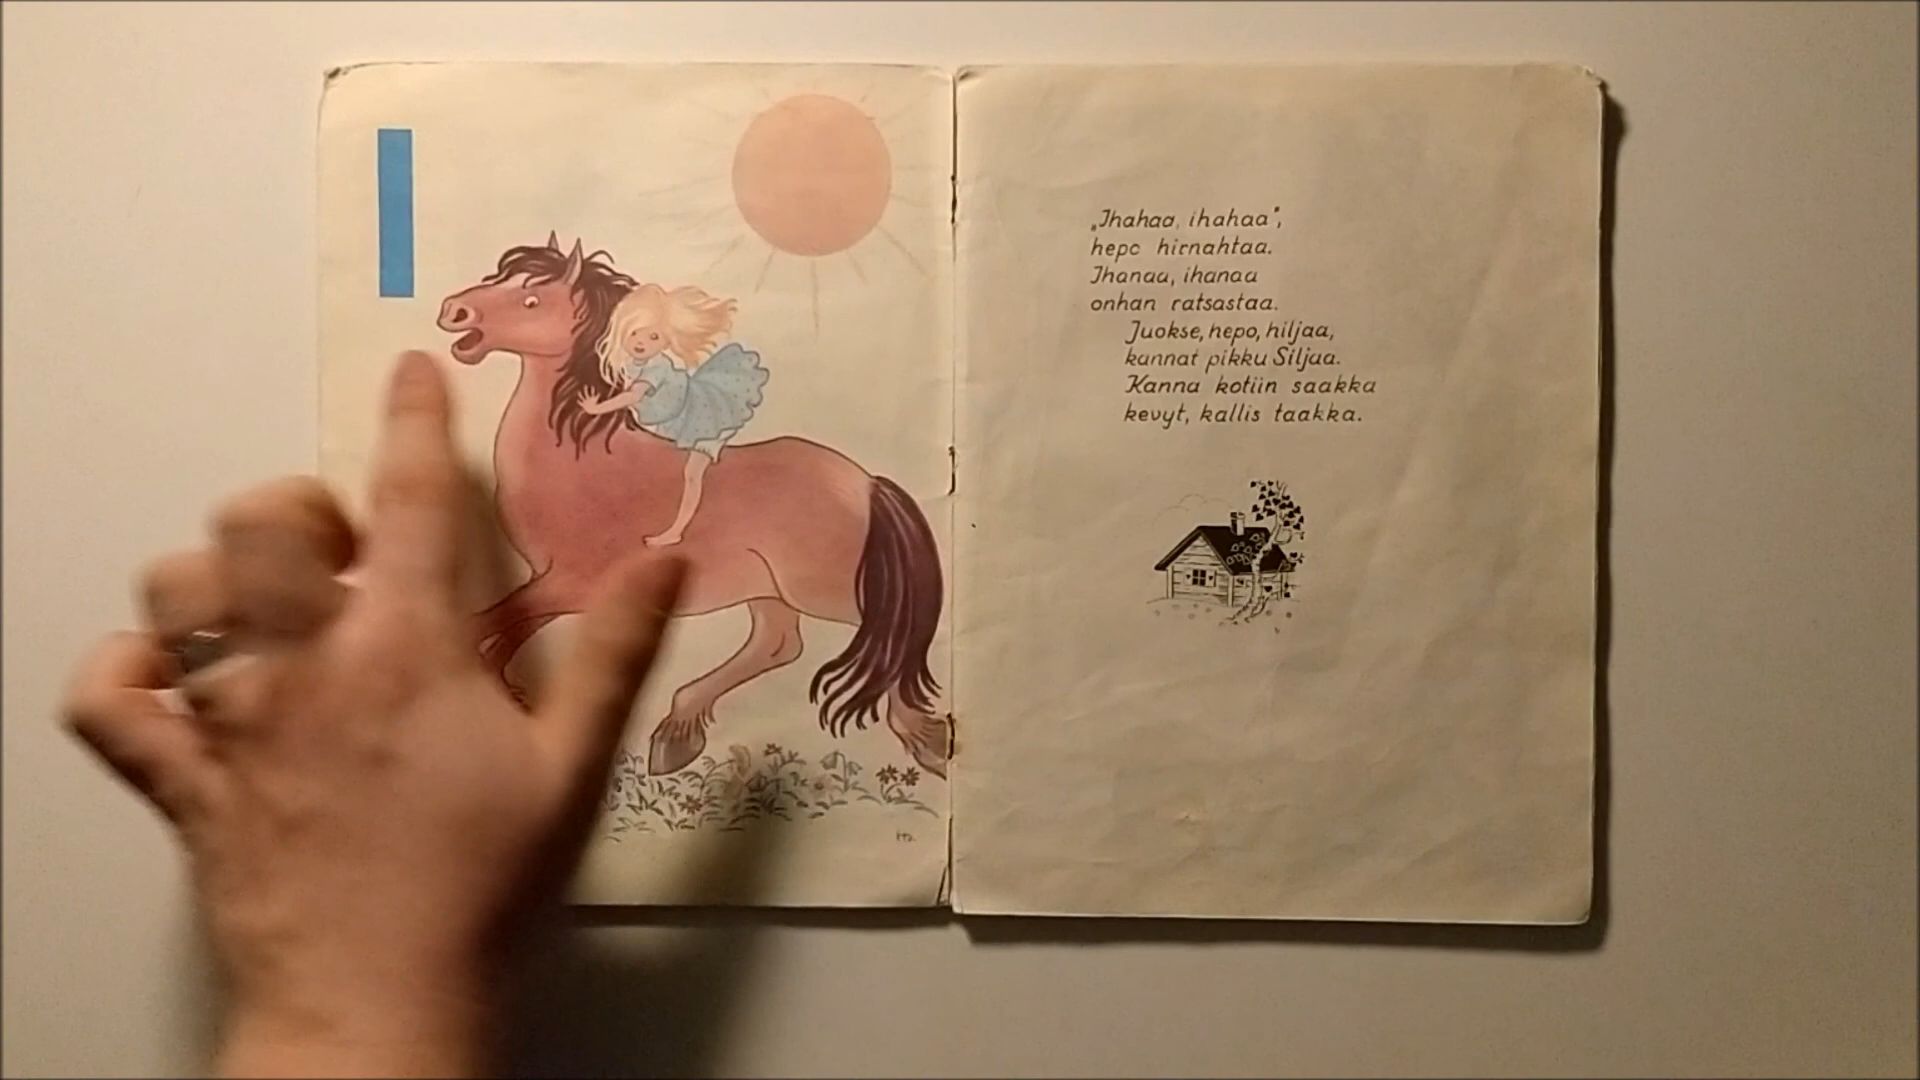 I
„Ihahaa, ihahaa”,
hepo hirnahtaa.
Ihanaa, ihanaa
onhan ratsastaa.
Juokse, hepo, hiljaa,
kannat pikku Siljaa.
Kanna kotiin saakka
kevyt, kallis taakka.